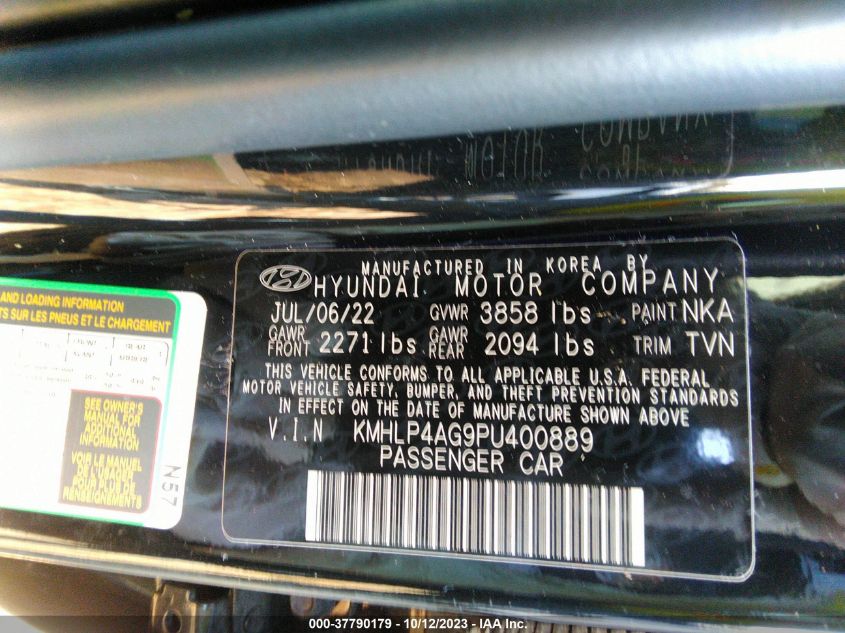 MANUFACTURED IN KOREA BY
HYUNDAI MOTOR COMPANY
JUL/06/22 GVWR 3858 lbs PAINT NKA
GAWR FRONT 2271 lbs GAWR REAR 2094 lbs TRIM TVN
THIS VEHICLE CONFORMS TO ALL APPLICABLE U.S.A. FEDERAL
MOTOR VEHICLE SAFETY, BUMPER, AND THEFT PREVENTION STANDARDS
IN EFFECT ON THE DATE OF MANUFACTURE SHOWN ABOVE
V.I.N KMHLP4AG9PU400889
PASSENGER CAR
AND LOADING INFORMATION
TS SUR LES PNEUS ET LE CHARGEMENT
SEE OWNER'S
MANUAL FOR
ADDITIONAL
INFORMATION
VOIR LE MANUEL
DE L'USAGER
POUR PLUS DE
RENSEIGNEMENTS
N57
000-37790179 - 10/12/2023 - IAA Inc.